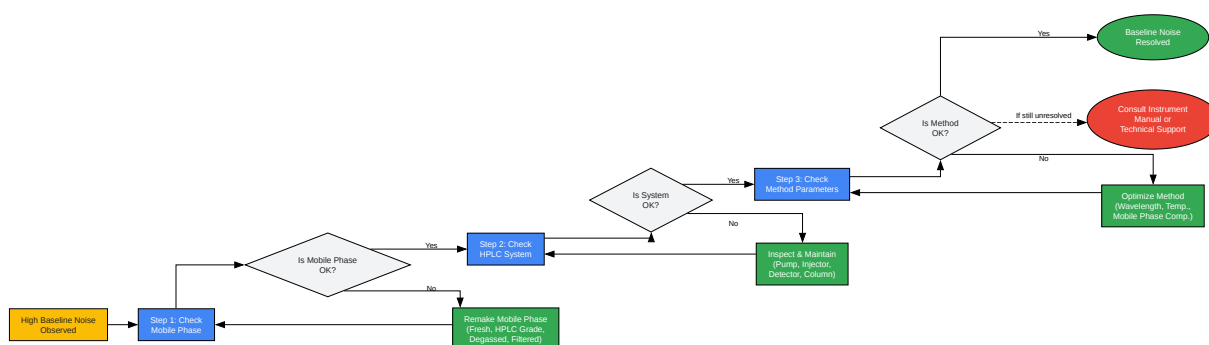 High Baseline Noise
Observed
Step 1: Check
Mobile Phase
Is Mobile Phase
OK?
Yes
No
Remake Mobile Phase
(Fresh, HPLC Grade,
Degassed, Filtered)
Step 2: Check
HPLC System
Is System
OK?
Yes
No
Inspect & Maintain
(Pump, Injector,
Detector, Column)
Step 3: Check
Method Parameters
Is Method
OK?
Yes
If still unresolved
No
Baseline Noise
Resolved
Consult Instrument
Manual or
Technical Support
Optimize Method
(Wavelength, Temp.,
Mobile Phase Comp.)